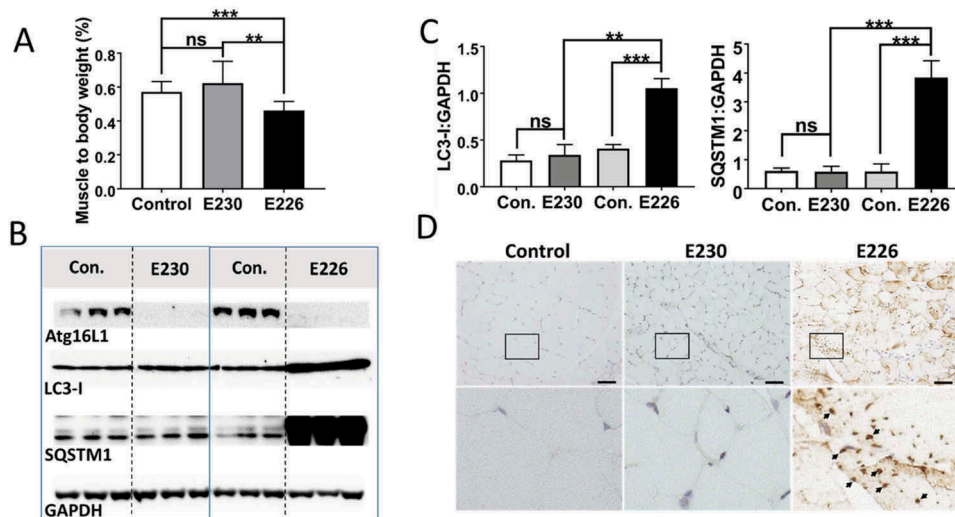 A
Muscle to body weight (%)
0.8
0.6
0.4
0.2
0.0
***
ns
**
Control E230 E226
B
Con. E230 Con. E226
Atg16L1
LC3-I
SQSTM1
GAPDH
C
LC3-I:GAPDH
1.5
1.0
0.5
0.0
**
***
ns
Con. E230 Con. E226
SQSTM1:GAPDH
5
4
3
2
1
0
***
***
ns
Con. E230 Con. E226
D
Control E230 E226